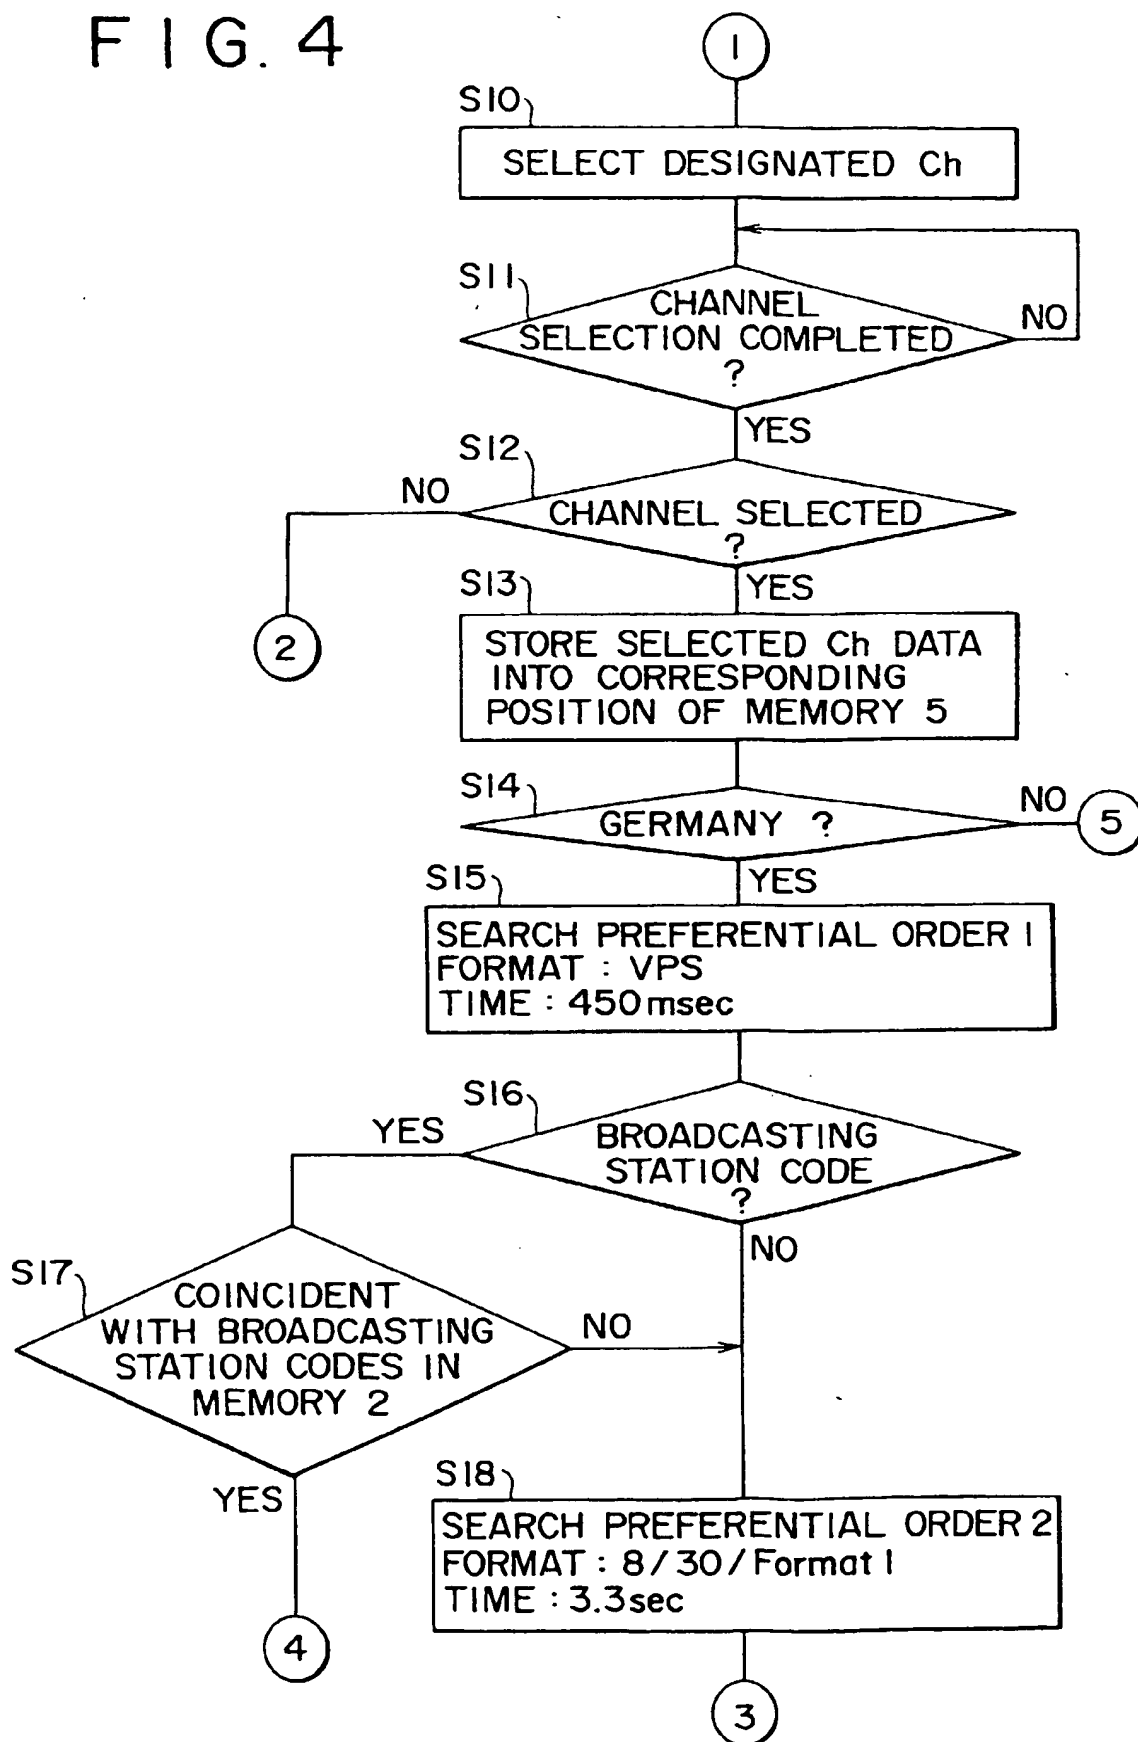 FIG. 4
1
S10
SELECT DESIGNATED Ch
S11
CHANNEL
SELECTION COMPLETED
?
NO
YES
S12
NO
CHANNEL SELECTED
?
YES
2
S13
STORE SELECTED Ch DATA
INTO CORRESPONDING
POSITION OF MEMORY 5
S14
GERMANY ?
NO
5
YES
S15
SEARCH PREFERENTIAL ORDER 1
FORMAT : VPS
TIME : 450msec
S16
YES
BROADCASTING
STATION CODE
?
NO
S17
COINCIDENT
WITH BROADCASTING
STATION CODES IN
MEMORY 2
NO
YES
4
S18
SEARCH PREFERENTIAL ORDER 2
FORMAT : 8/30/Format 1
TIME : 3.3sec
3